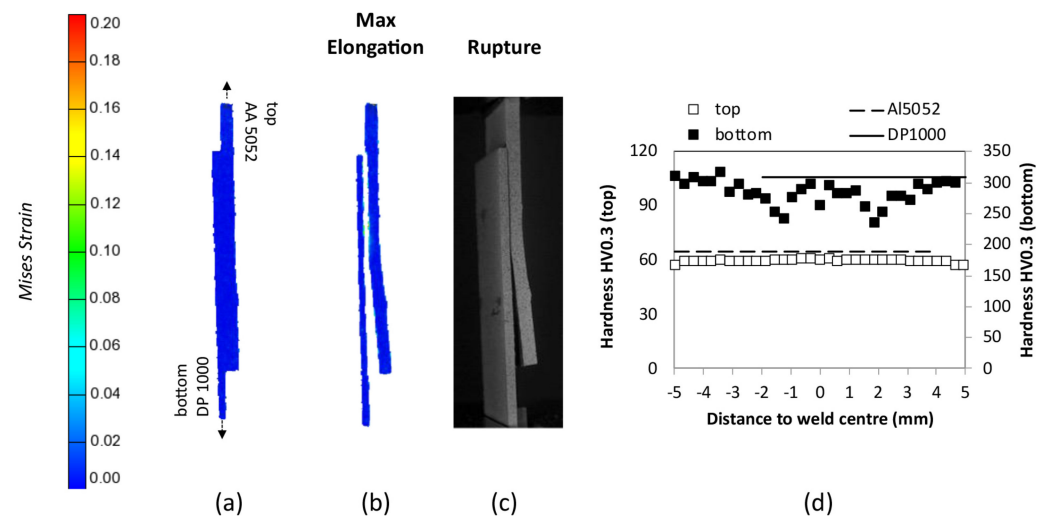 Max
Elongation
Rupture
0.20
0.18
0.16
0.14
0.12
0.10
0.08
0.06
0.04
0.02
0.00
Mises Strain
top
AA 5052
bottom
DP 1000
top
Al5052
bottom
DP1000
120
90
60
30
0
350
300
250
200
150
100
50
0
Hardness HV0.3 (top)
Hardness HV0.3 (bottom)
-5 -4 -3 -2 -1 0 1 2 3 4 5
Distance to weld centre (mm)
(a)
(b)
(c)
(d)